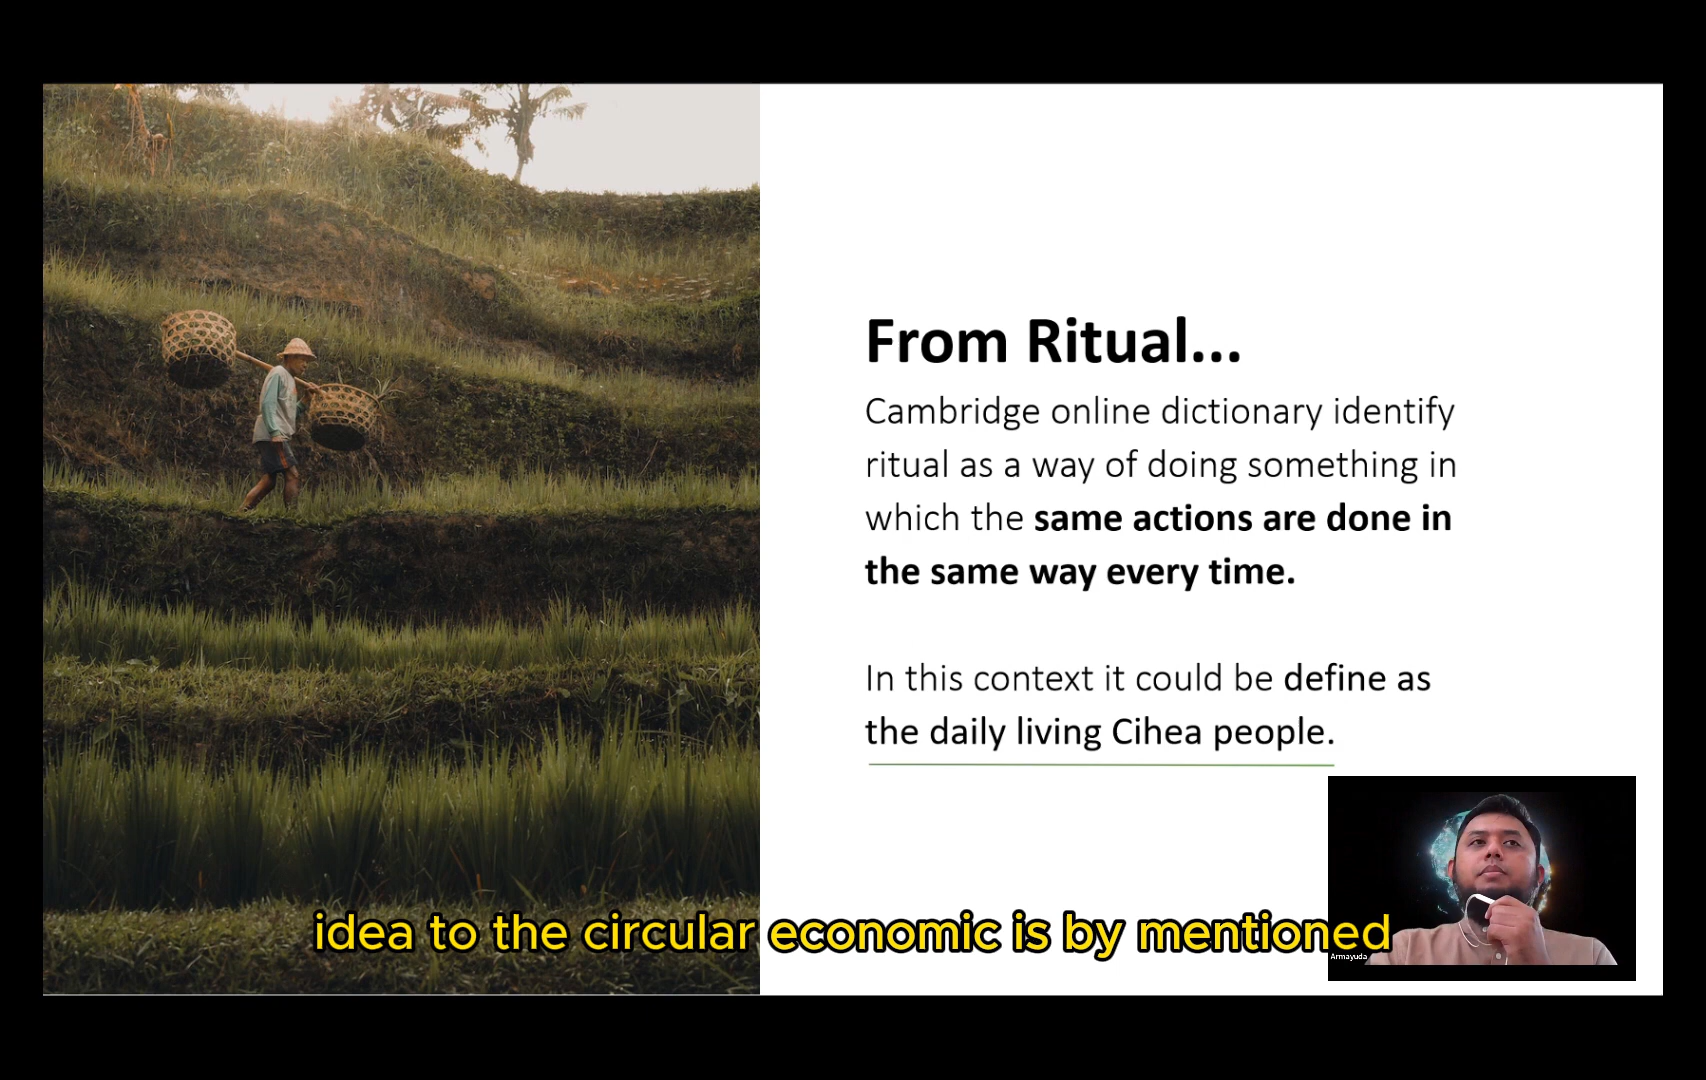 From Ritual...
Cambridge online dictionary identify
ritual as a way of doing something in
which the same actions are done in
the same way every time.
In this context it could be define as
the daily living Cihea people.
idea to the circular economic is by mentioned
Armayuda